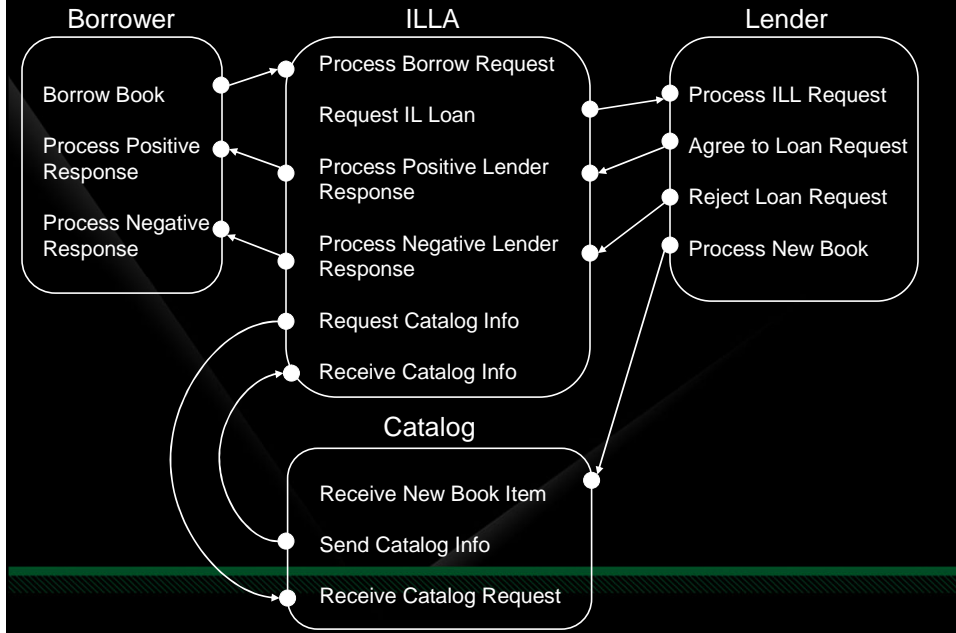 Borrower
ILLA
Lender
Borrow Book
Process Positive
Response
Process Negative
Response
Process Borrow Request
Request IL Loan
Process Positive Lender
Response
Process Negative Lender
Response
Request Catalog Info
Receive Catalog Info
Process ILL Request
Agree to Loan Request
Reject Loan Request
Process New Book
Catalog
Receive New Book Item
Send Catalog Info
Receive Catalog Request